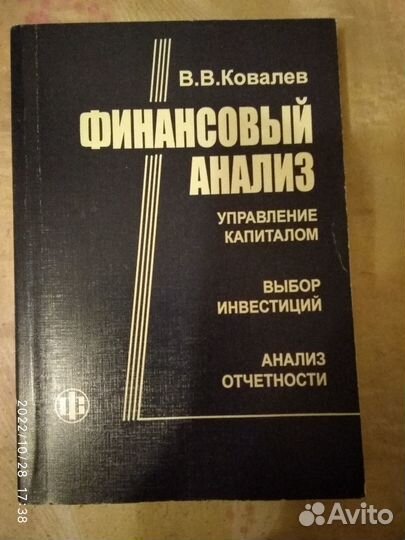 В.В.Ковалев
ФИНАНСОВЫЙ
АНАЛИЗ
УПРАВЛЕНИЕ
КАПИТАЛОМ
ВЫБОР
ИНВЕСТИЦИЙ
АНАЛИЗ
ОТЧЕТНОСТИ
2022/10/28 17:38
Avito